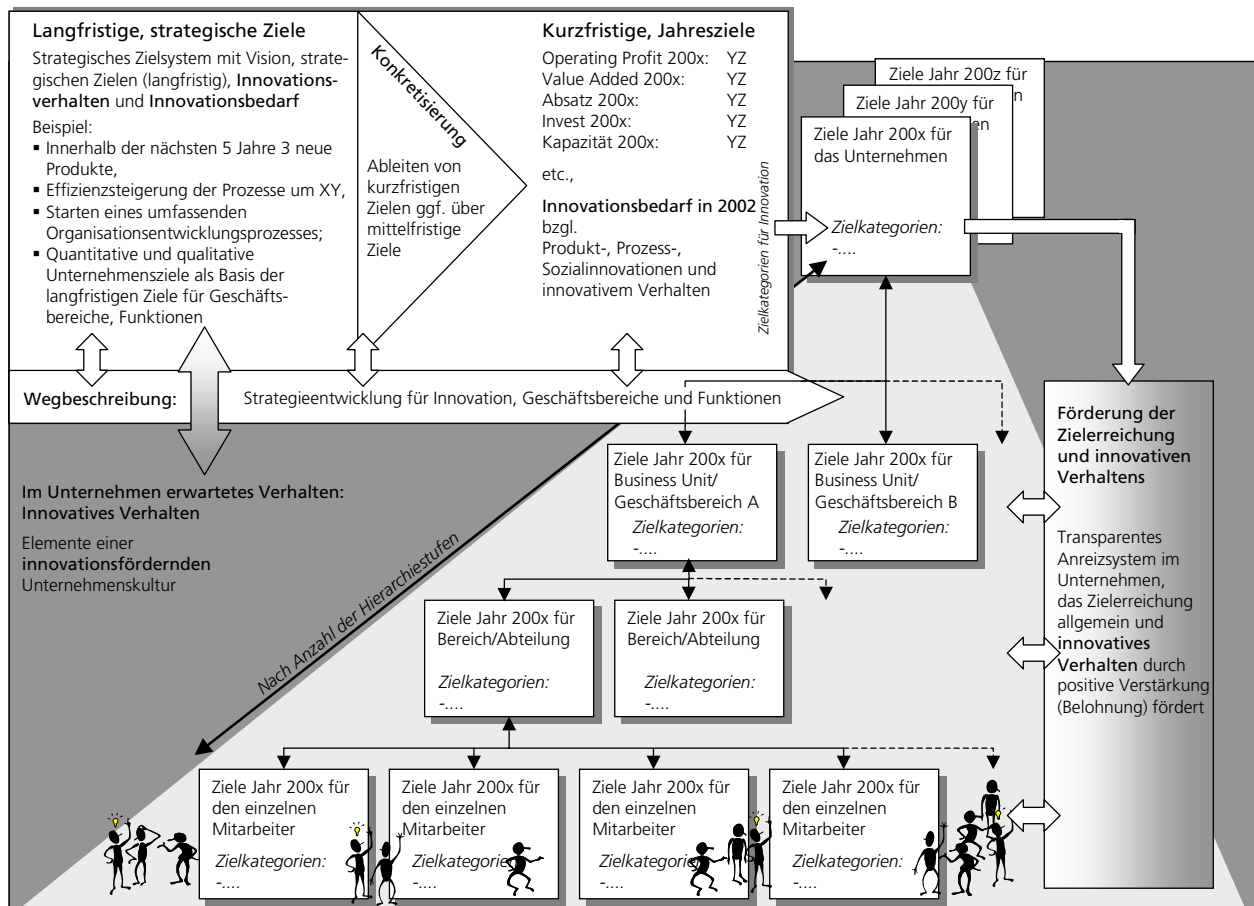 Langfristige, strategische Ziele
Strategisches Zielsystem mit Vision, strate-
gischen Zielen (langfristig), Innovations-
verhalten und Innovationsbedarf
Beispiel:
▪ Innerhalb der nächsten 5 Jahre 3 neue
Produkte,
▪ Effizienzsteigerung der Prozesse um XY,
▪ Starten eines umfassenden
Organisationsentwicklungsprozesses;
▪ Quantitative und qualitative
Unternehmensziele als Basis der
langfristigen Ziele für Geschäfts-
bereiche, Funktionen
Konkretisierung
Ableiten von
kurzfristigen
Zielen ggf. über
mittelfristige
Ziele
Kurzfristige, Jahresziele
Operating Profit 200x: YZ
Value Added 200x: YZ
Absatz 200x: YZ
Invest 200x: YZ
Kapazität 200x: YZ
etc.,
Innovationsbedarf in 2002
bzgl.
Produkt-, Prozess-,
Sozialinnovationen und
innovativem Verhalten
Zielkategorien für Innovation
Ziele Jahr 200z für
en
Ziele Jahr 200y für
en
Ziele Jahr 200x für
das Unternehmen
Zielkategorien:
-....
Wegbeschreibung:
Strategieentwicklung für Innovation, Geschäftsbereiche und Funktionen
Im Unternehmen erwartetes Verhalten:
Innovatives Verhalten
Elemente einer
innovationsfördernden
Unternehmenskultur
Nach Anzahl der Hierarchiestufen
Ziele Jahr 200x für
Business Unit/
Geschäftsbereich A
Zielkategorien:
-....
Ziele Jahr 200x für
Business Unit/
Geschäftsbereich B
Zielkategorien:
-....
Ziele Jahr 200x für
Bereich/Abteilung
Zielkategorien:
-....
Ziele Jahr 200x für
Bereich/Abteilung
Zielkategorien:
-....
Ziele Jahr 200x für
den einzelnen
Mitarbeiter
Zielkategorien:
-....
Ziele Jahr 200x für
den einzelnen
Mitarbeiter
Zielkategorien
-....
Ziele Jahr 200x für
den einzelnen
Mitarbeiter
Zielkategorien:
-....
Ziele Jahr 200x für
den einzelnen
Mitarbeiter
Zielkategorien:
-....
Förderung der
Zielerreichung
und innovativen
Verhaltens
Transparentes
Anreizsystem im
Unternehmen,
das Zielerreichung
allgemein und
innovatives
Verhalten durch
positive Verstärkung
(Belohnung) fördert